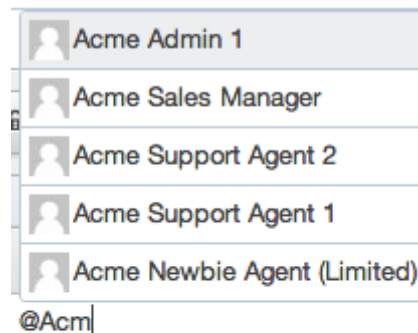 Acme Admin 1
Acme Sales Manager
Acme Support Agent 2
Acme Support Agent 1
Acme Newbie Agent (Limited)
@Acm